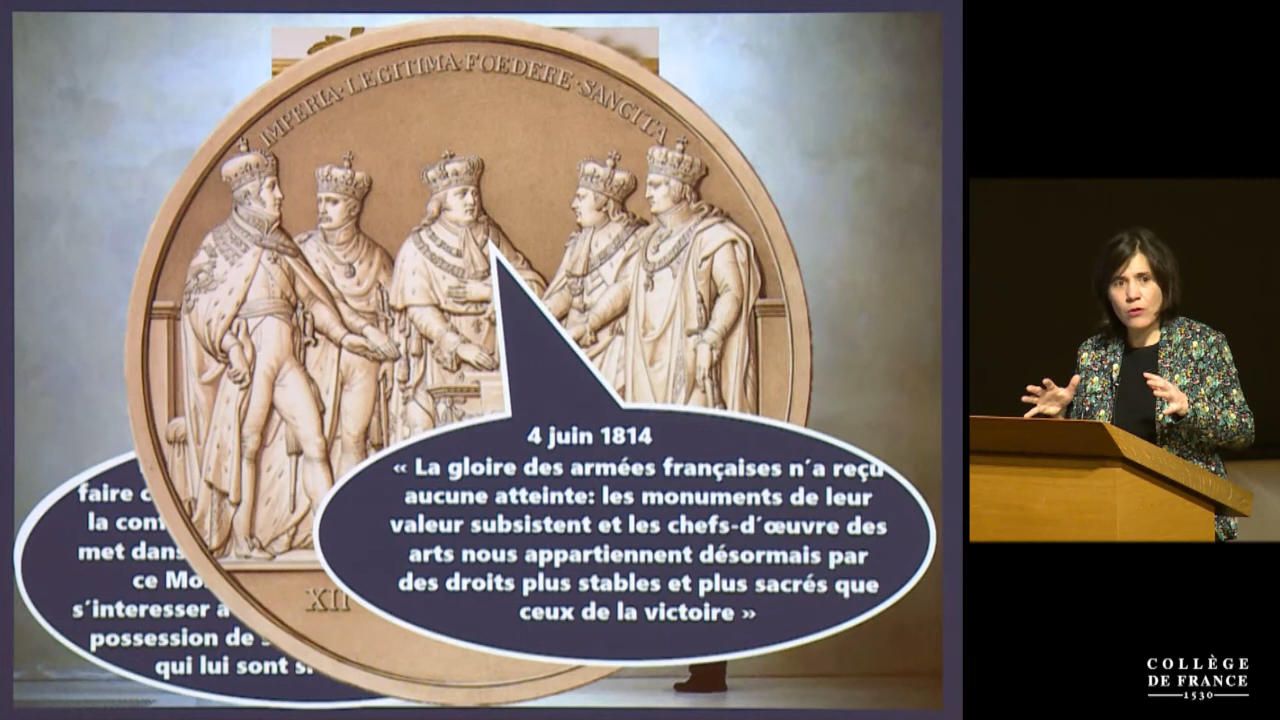 IMPERIA·LEGITIMA·FOEDERE·SANCITA
4 juin 1814
« La gloire des armées françaises n´a reçu
aucune atteinte: les monuments de leur
valeur subsistent et les chefs-d´œuvre des
arts nous appartiennent désormais par
des droits plus stables et plus sacrés que
ceux de la victoire »
faire
la
met dans
ce
s´interesser
possession de
qui lui sont
XII
COLLÈGE
DE FRANCE
1530